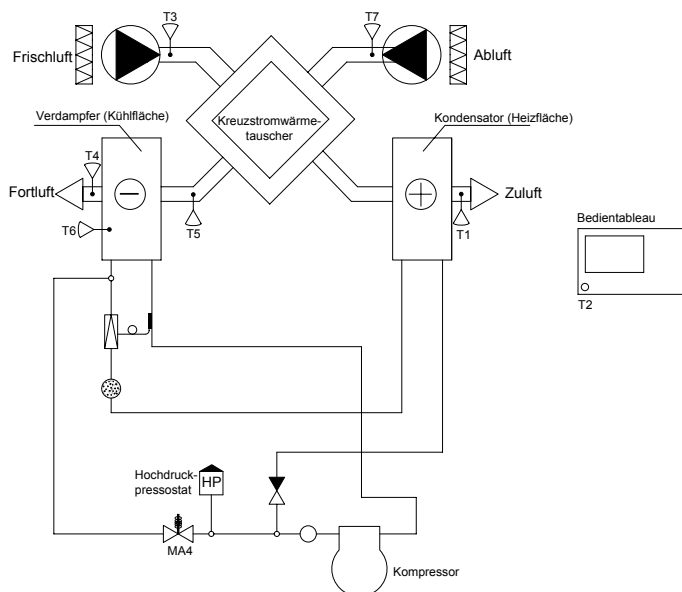 T3
T7
Frischluft
Abluft
Verdampfer (Kühlfläche)
Kreuzstromwärme-
tauscher
Kondensator (Heizfläche)
T4
Fortluft
Zuluft
T5
T1
T6
Bedientableau
T2
Hochdruck-
pressostat
HP
MA4
Kompressor